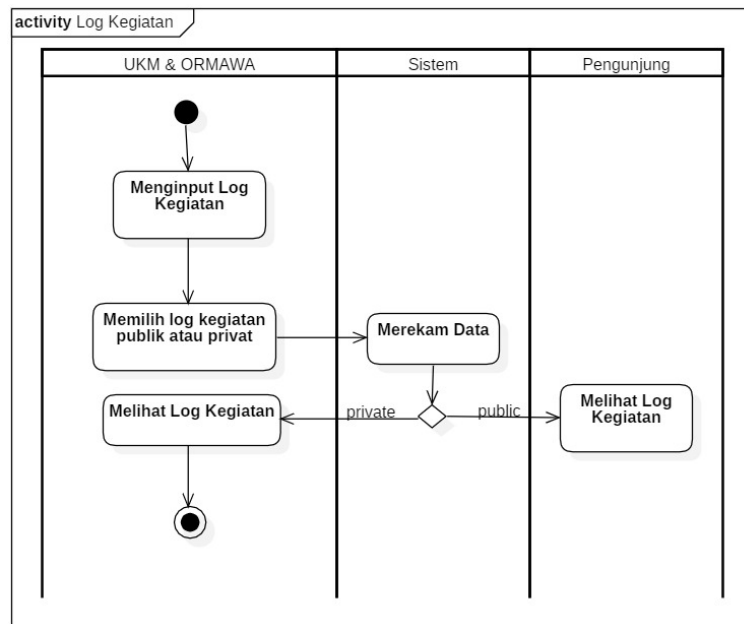 activity Log Kegiatan
UKM & ORMAWA
Sistem
Pengunjung
Menginput Log
Kegiatan
Memilih log kegiatan
publik atau privat
Merekam Data
Melihat Log Kegiatan
private
public
Melihat Log
Kegiatan